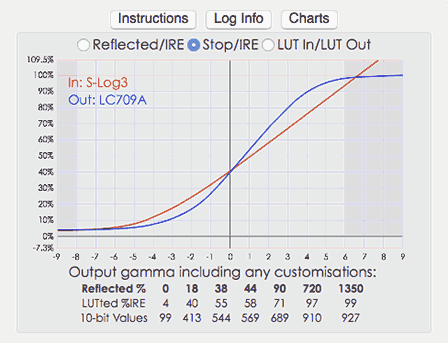 Instructions Log Info Charts
Reflected/IRE Stop/IRE LUT In/LUT Out
109.5%
100%
90%
80%
70%
60%
50%
40%
30%
20%
10%
0%
-7.3%
In: S-Log3
Out: LC709A
-9 -8 -7 -6 -5 -4 -3 -2 -1 0 1 2 3 4 5 6 7 8 9
Output gamma including any customisations:
Reflected % 0 18 38 44 90 720 1350
LUTted %IRE 4 40 55 58 71 97 99
10-bit Values 99 413 544 569 689 910 927